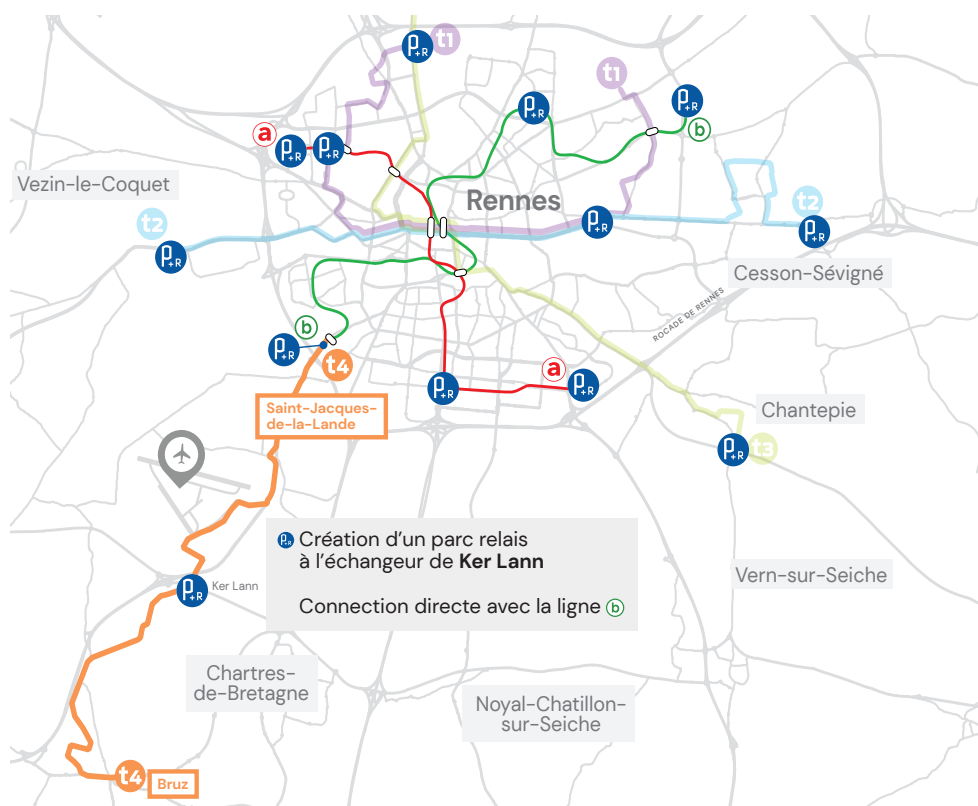 P+R
t1
t1
P+R
P+R
b
a
P+R
P+R
Vezin-le-Coquet
Rennes
t2
P+R
t2
P+R
P+R
Cesson-Sévigné
ROCADE DE RENNES
b
P+R
t4
a
P+R
P+R
Saint-Jacques-
de-la-Lande
Chantepie
P+R
t3
P+R Création d'un parc relais
à l'échangeur de Ker Lann
Connection directe avec la ligne b
P+R
Ker Lann
Vern-sur-Seiche
Chartres-
de-Bretagne
Noyal-Chatillon-
sur-Seiche
t4
Bruz